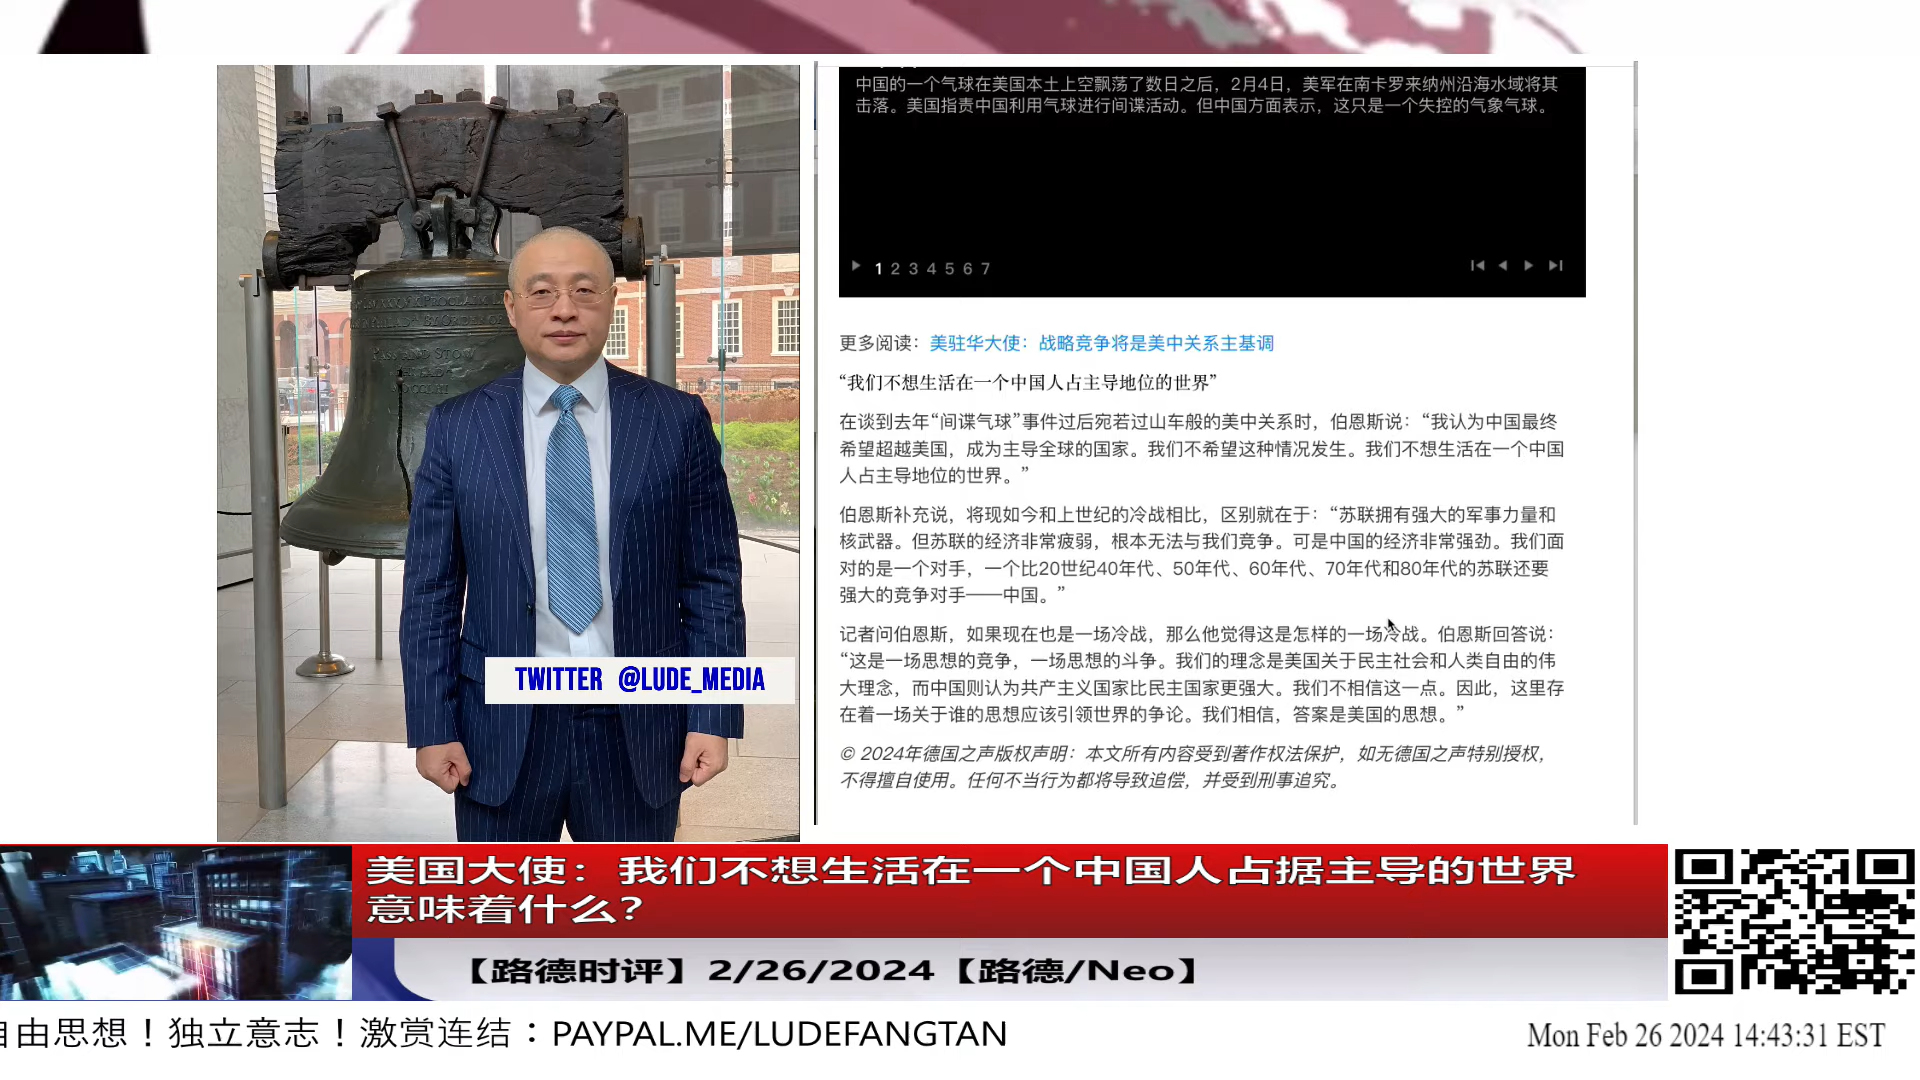 中国的一个气球在美国本土上空飘荡了数日之后，2月4日，美军在南卡罗来纳州沿海水域将其
击落。美国指责中国利用气球进行间谍活动。但中国方面表示，这只是一个失控的气象气球。
1 2 3 4 5 6 7
更多阅读：美驻华大使：战略竞争将是美中关系主基调
“我们不想生活在一个中国人占主导地位的世界”
在谈到去年“间谍气球”事件过后宛若过山车般的美中关系时，伯恩斯说：“我认为中国最终
希望超越美国，成为主导全球的国家。我们不希望这种情况发生。我们不想生活在一个中国
人占主导地位的世界。”
伯恩斯补充说，将现如今和上世纪的冷战相比，区别就在于：“苏联拥有强大的军事力量和
核武器。但苏联的经济非常疲弱，根本无法与我们竞争。可是中国的经济非常强劲。我们面
对的是一个对手，一个比20世纪40年代、50年代、60年代、70年代和80年代的苏联还要
强大的竞争对手——中国。”
记者问伯恩斯，如果现在也是一场冷战，那么他觉得这是怎样的一场冷战。伯恩斯回答说：
“这是一场思想的竞争，一场思想的斗争。我们的理念是美国关于民主社会和人类自由的伟
大理念，而中国则认为共产主义国家比民主国家更强大。我们不相信这一点。因此，这里存
在着一场关于谁的思想应该引领世界的争论。我们相信，答案是美国的思想。”
© 2024年德国之声版权声明：本文所有内容受到著作权法保护，如无德国之声特别授权，
不得擅自使用。任何不当行为都将导致追偿，并受到刑事追究。
PASS AND STOW
TWITTER @LUDE_MEDIA
美国大使：我们不想生活在一个中国人占据主导的世界
意味着什么？
【路德时评】2/26/2024【路德/Neo】
自由思想！独立意志！激赏连结：PAYPAL.ME/LUDEFANGTAN
Mon Feb 26 2024 14:43:31 EST